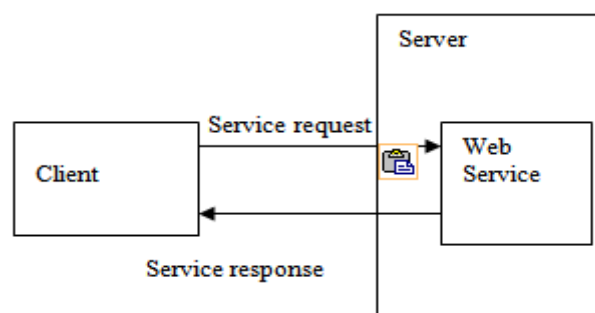 Server
Service request
Client
Web
Service
Service response